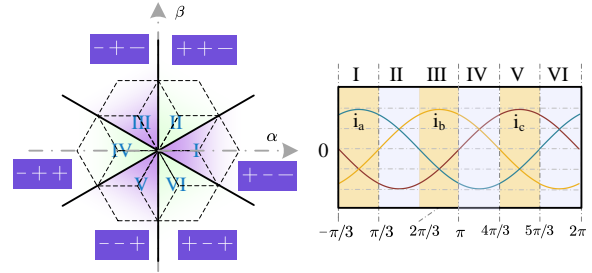 β
− + −
+ + −
III
II
α
IV
I
− + +
+ − −
V
VI
− − +
+ − +
I II III IV V VI
i_a i_b i_c
0
−π/3 π/3 2π/3 π 4π/3 5π/3 2π